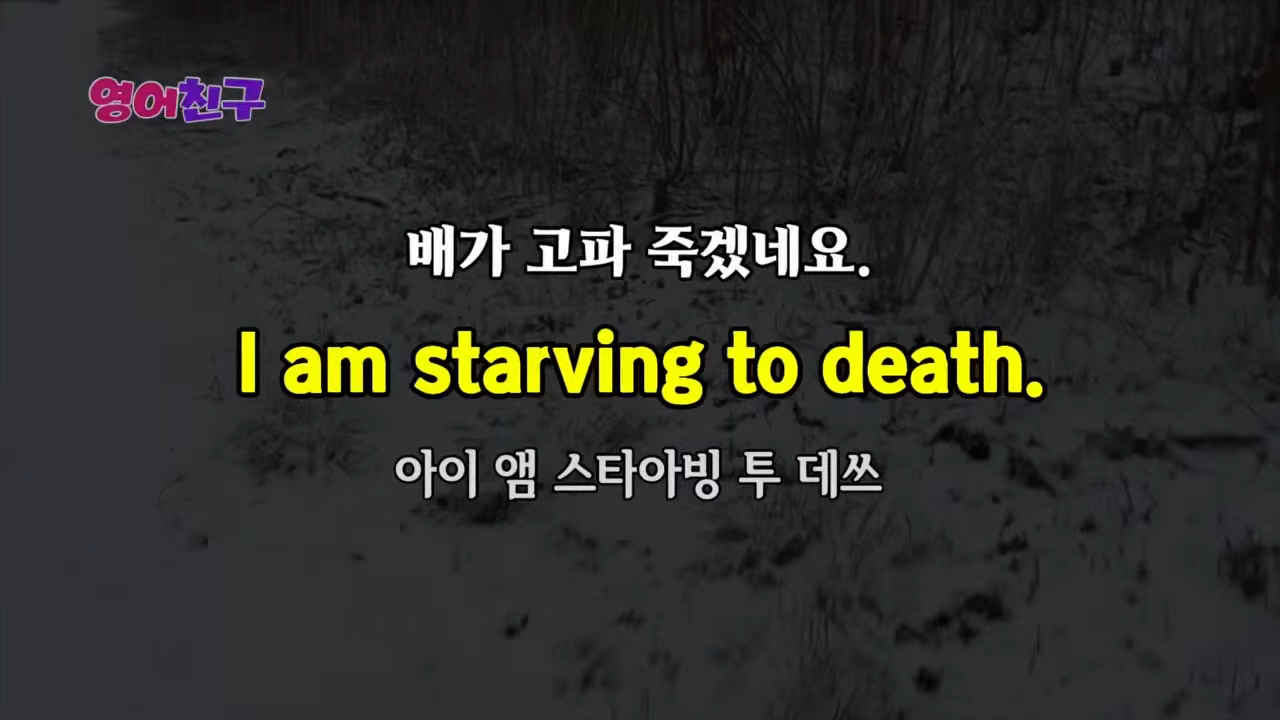 영어친구
배가 고파 죽겠네요.
I am starving to death.
아이 앰 스타아빙 투 데쓰